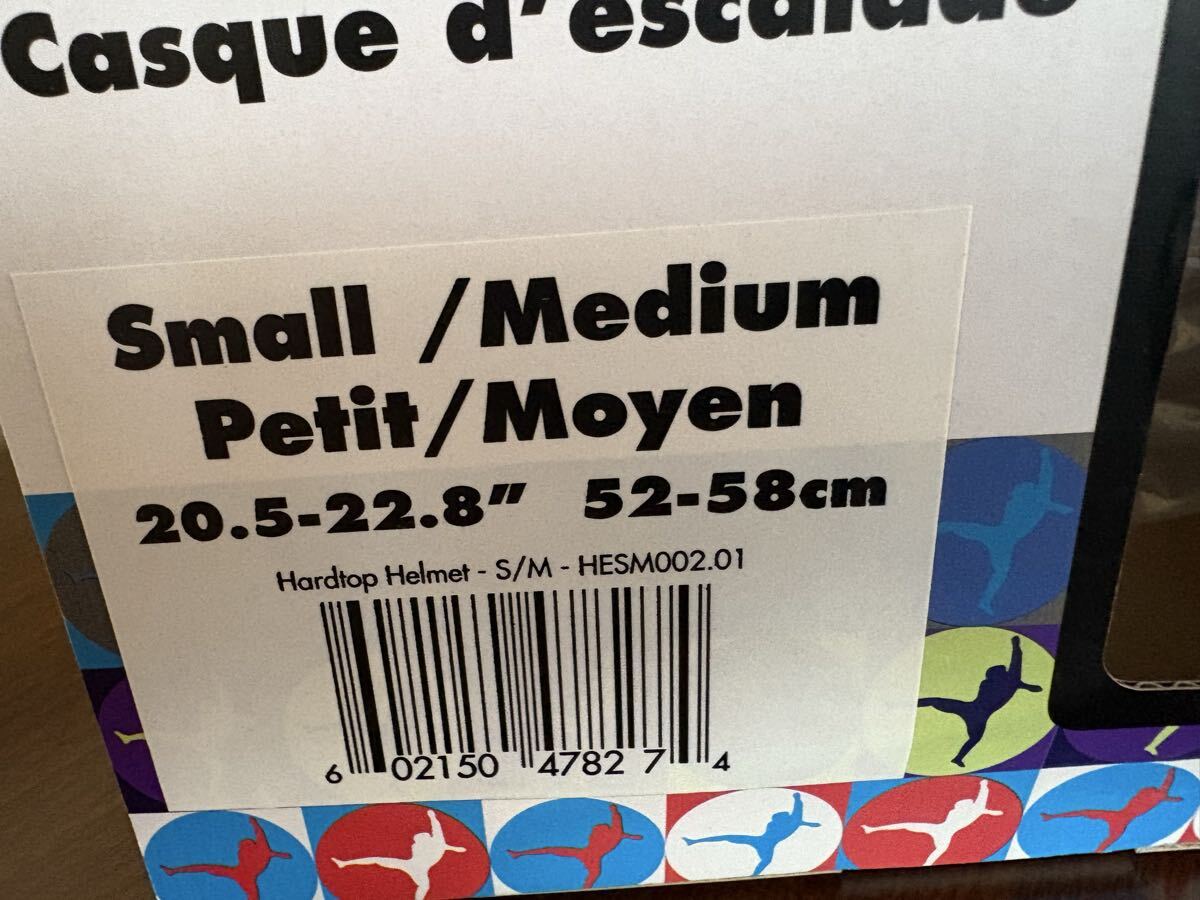 Casque d'escalade
Small /Medium
Petit/Moyen
20.5-22.8" 52-58cm
Hardtop Helmet - S/M - HESM002.01
6 02150 4782 7 4